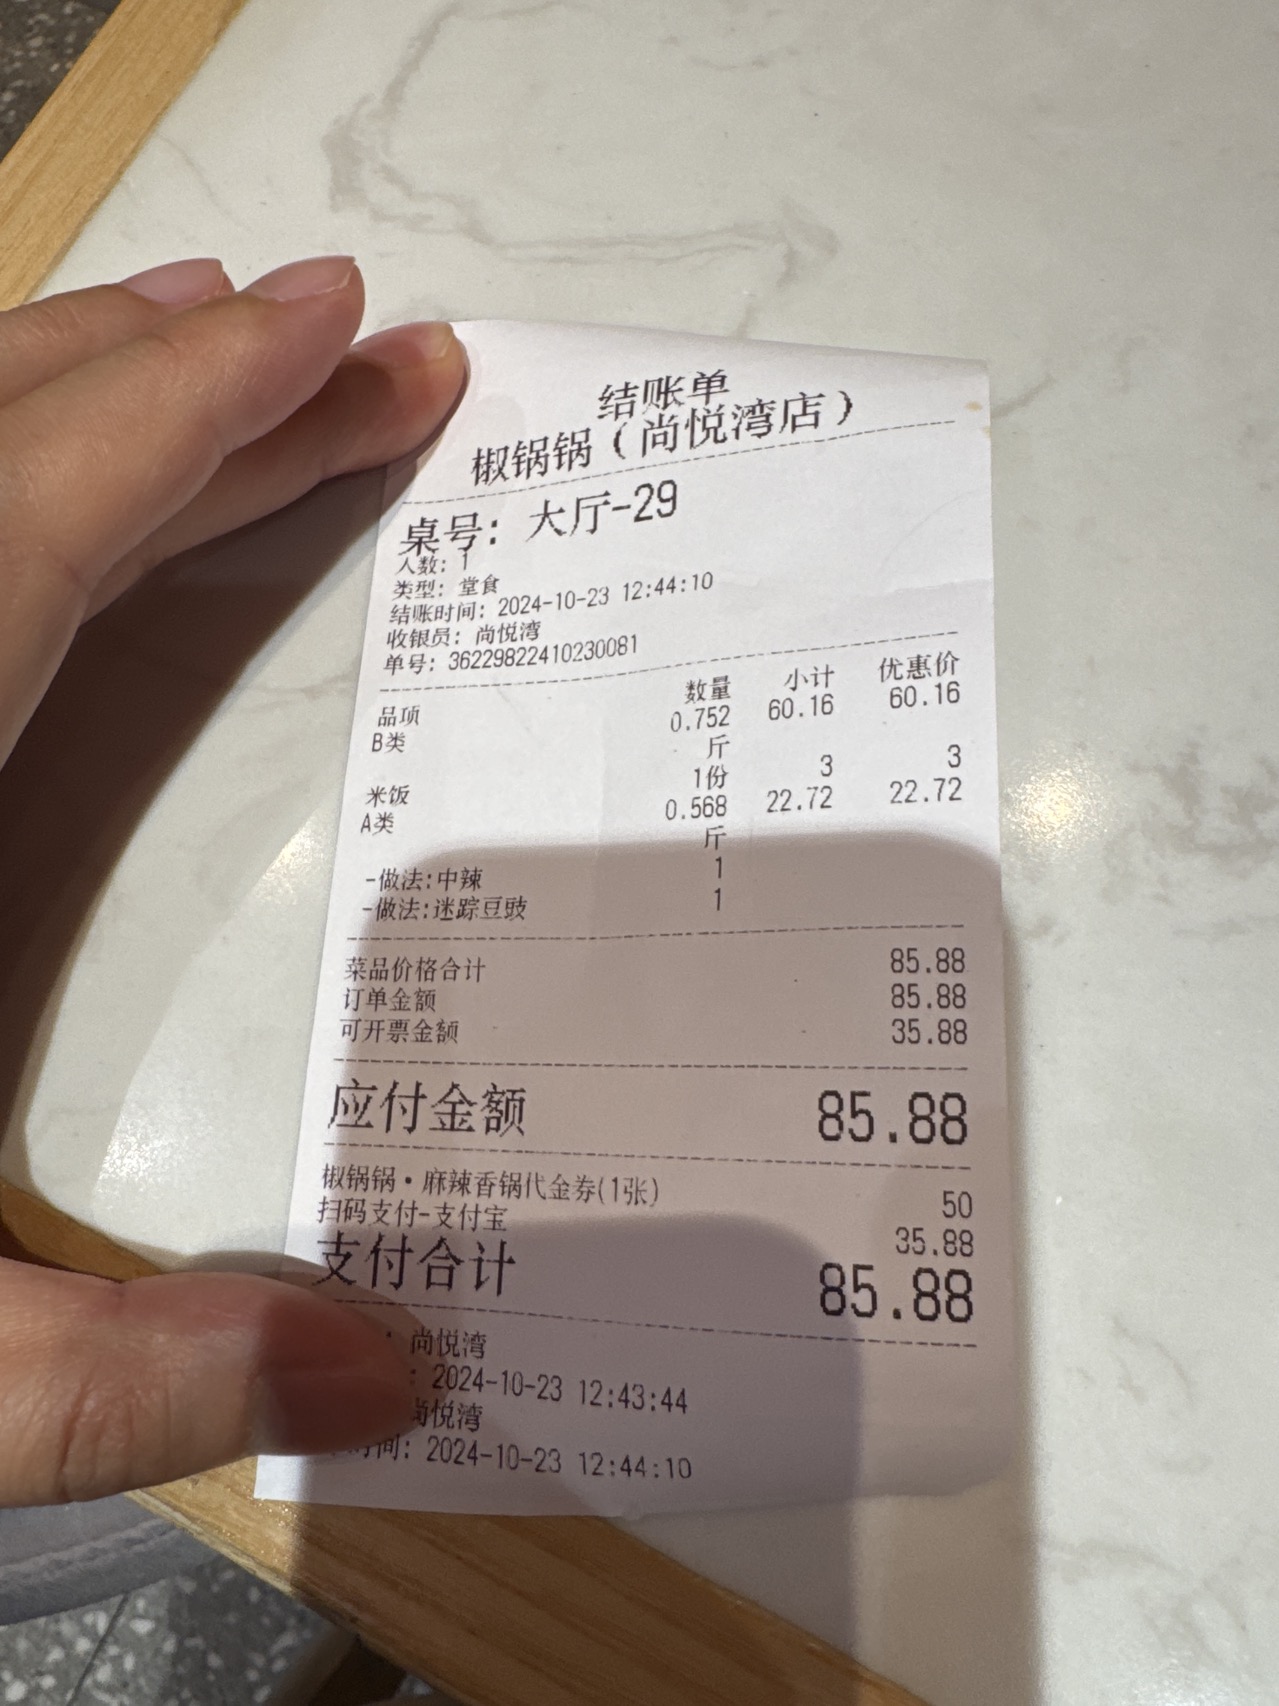 结账单
椒锅锅（尚悦湾店）
桌号：大厅-29
人数：1
类型：堂食
结账时间：2024-10-23 12:44:10
收银员：尚悦湾
单号：36229822410230081
品项 数量 小计 优惠价
B类 0.752斤 60.16 60.16
米饭 1份 3 3
A类 0.568斤 22.72 22.72
-做法:中辣 1
-做法:迷踪豆豉 1
菜品价格合计 85.88
订单金额 85.88
可开票金额 35.88
应付金额 85.88
椒锅锅·麻辣香锅代金券(1张) 50
扫码支付-支付宝 35.88
支付合计 85.88
尚悦湾
: 2024-10-23 12:43:44
尚悦湾
时间: 2024-10-23 12:44:10